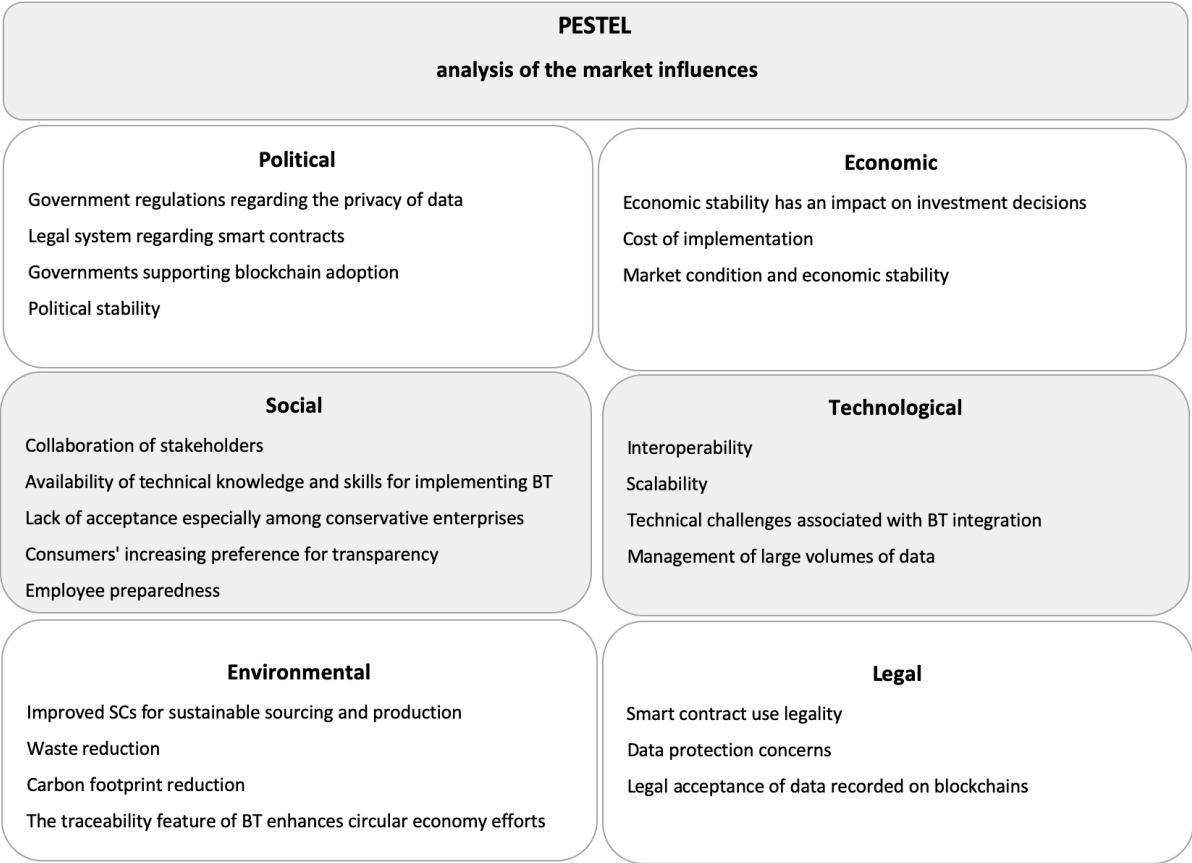 PESTEL
analysis of the market influences
Political
Government regulations regarding the privacy of data
Legal system regarding smart contracts
Governments supporting blockchain adoption
Political stability
Economic
Economic stability has an impact on investment decisions
Cost of implementation
Market condition and economic stability
Social
Collaboration of stakeholders
Availability of technical knowledge and skills for implementing BT
Lack of acceptance especially among conservative enterprises
Consumers' increasing preference for transparency
Employee preparedness
Technological
Interoperability
Scalability
Technical challenges associated with BT integration
Management of large volumes of data
Environmental
Improved SCs for sustainable sourcing and production
Waste reduction
Carbon footprint reduction
The traceability feature of BT enhances circular economy efforts
Legal
Smart contract use legality
Data protection concerns
Legal acceptance of data recorded on blockchains